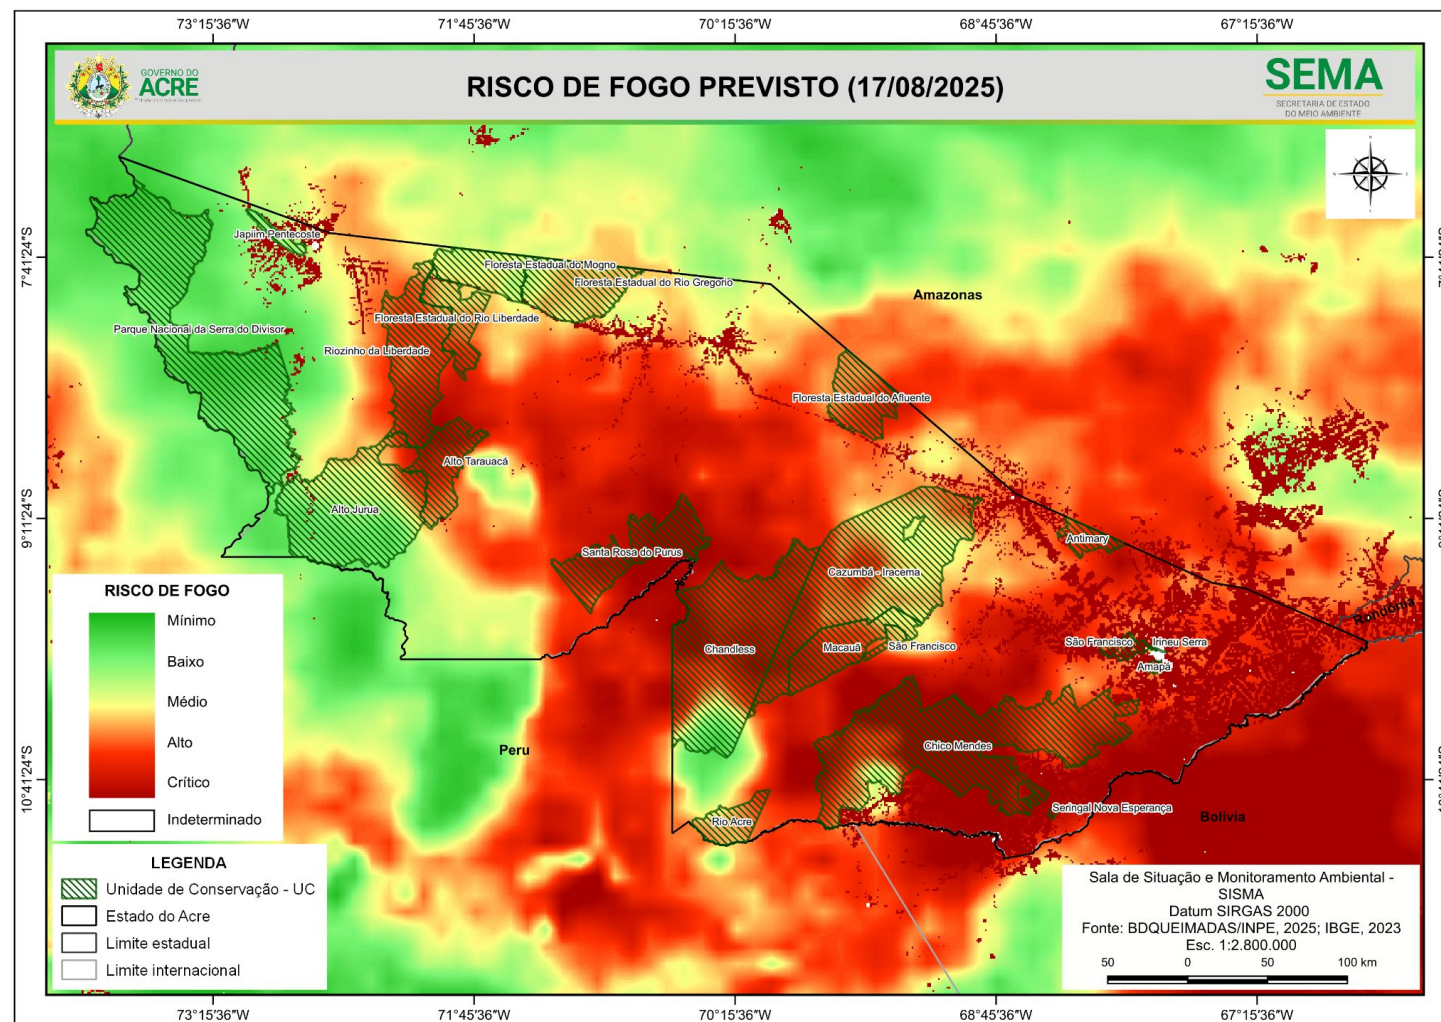 73°15'36"W 71°45'36"W 70°15'36"W 68°45'36"W 67°15'36"W
GOVERNO DO
ACRE
RISCO DE FOGO PREVISTO (17/08/2025)
SEMA
SECRETARIA DE ESTADO
DO MEIO AMBIENTE
7°41'24"S
Japiim Pentecoste
Floresta Estadual do Mogno
Floresta Estadual do Rio Gregorio
Amazonas
Floresta Estadual do Rio Liberdade
Parque Nacional da Serra do Divisor
Riozinho da Liberdade
Floresta Estadual do Afluente
Alto Tarauacá
Alto Jurua
9°11'24"S
Antimary
Santa Rosa do Purus
Cazumbá - Iracema
Rondônia
Chandless
Macauã
São Francisco
São Francisco
Irineu Serra
Amapá
Peru
Chico Mendes
10°41'24"S
Seringal Nova Esperança
Bolívia
Rio Acre
RISCO DE FOGO
Mínimo
Baixo
Médio
Alto
Crítico
Indeterminado
LEGENDA
Unidade de Conservação - UC
Estado do Acre
Limite estadual
Limite internacional
Sala de Situação e Monitoramento Ambiental -
SISMA
Datum SIRGAS 2000
Fonte: BDQUEIMADAS/INPE, 2025; IBGE, 2023
Esc. 1:2.800.000
50 0 50 100 km
73°15'36"W 71°45'36"W 70°15'36"W 68°45'36"W 67°15'36"W